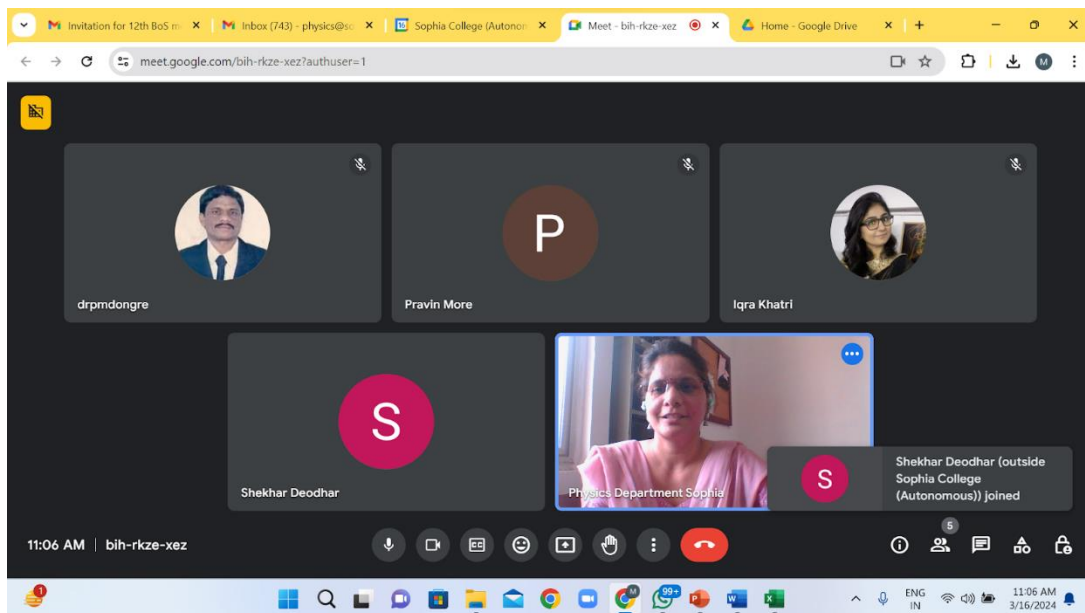 Invitation for 12th BoS m
Inbox (743) - physics@so
Sophia College (Autonon
Meet - bih-rkze-xez
Home - Google Drive
meet.google.com/bih-rkze-xez?authuser=1
M
drpmdongre
P
Pravin More
Iqra Khatri
S
Shekhar Deodhar
Physics Department Sophia
S
Shekhar Deodhar (outside
Sophia College
(Autonomous)) joined
11:06 AM | bih-rkze-xez
5
99+
ENG
IN
11:06 AM
3/16/2024